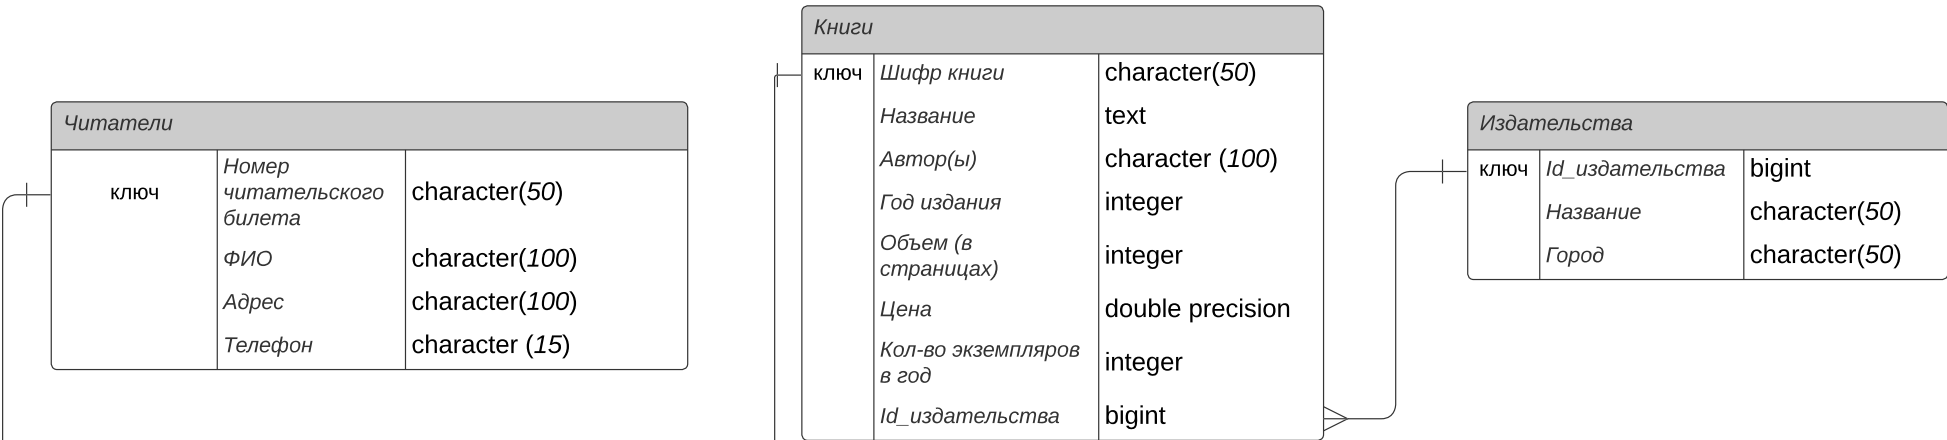 Читатели
ключ
Номер
читательского
билета
character(50)
ФИО
character(100)
Адрес
character(100)
Телефон
character (15)
Книги
ключ
Шифр книги
character(50)
Название
text
Автор(ы)
character (100)
Год издания
integer
Объем (в
страницах)
integer
Цена
double precision
Кол-во экземпляров
в год
integer
Id_издательства
bigint
Издательства
ключ
Id_издательства
bigint
Название
character(50)
Город
character(50)